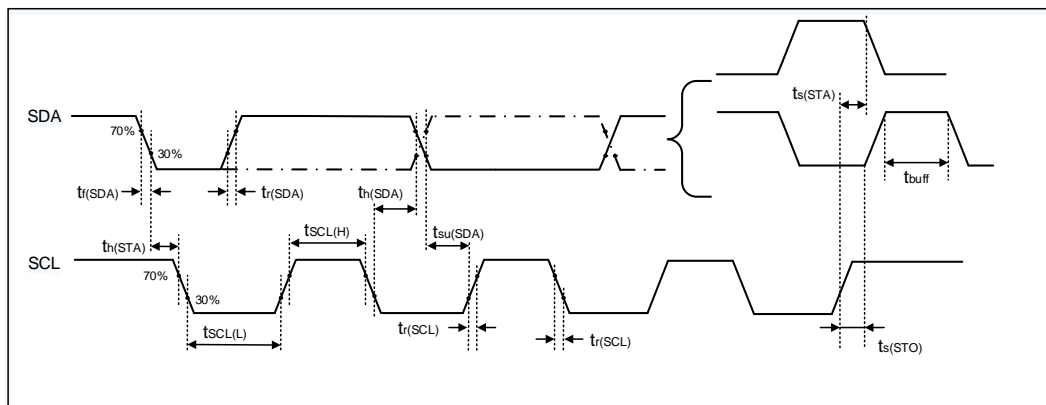 ts(STA)
SDA
70%
30%
tbuff
tf(SDA)
tr(SDA)
th(SDA)
th(STA)
tSCL(H)
tsu(SDA)
SCL
70%
30%
tSCL(L)
tr(SCL)
tr(SCL)
ts(STO)